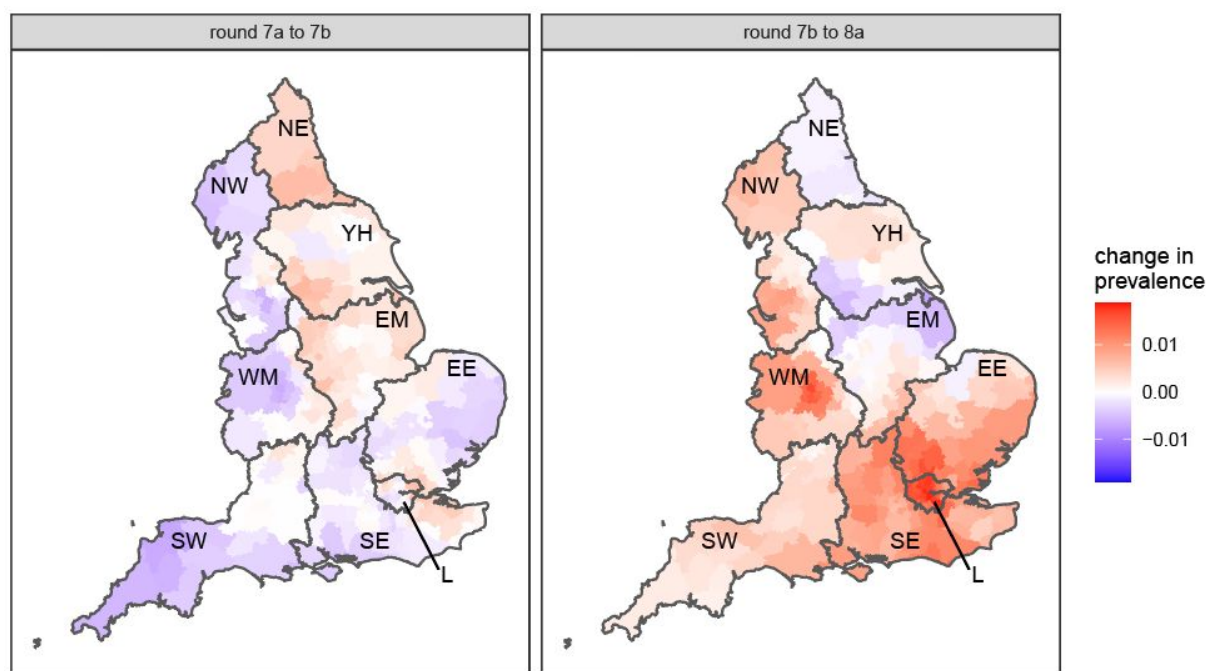 round 7a to 7b
round 7b to 8a
NE
NW
YH
EM
WM
EE
SW
SE
L
NE
NW
YH
EM
WM
EE
SW
SE
L
change in
prevalence
0.01
0.00
−0.01